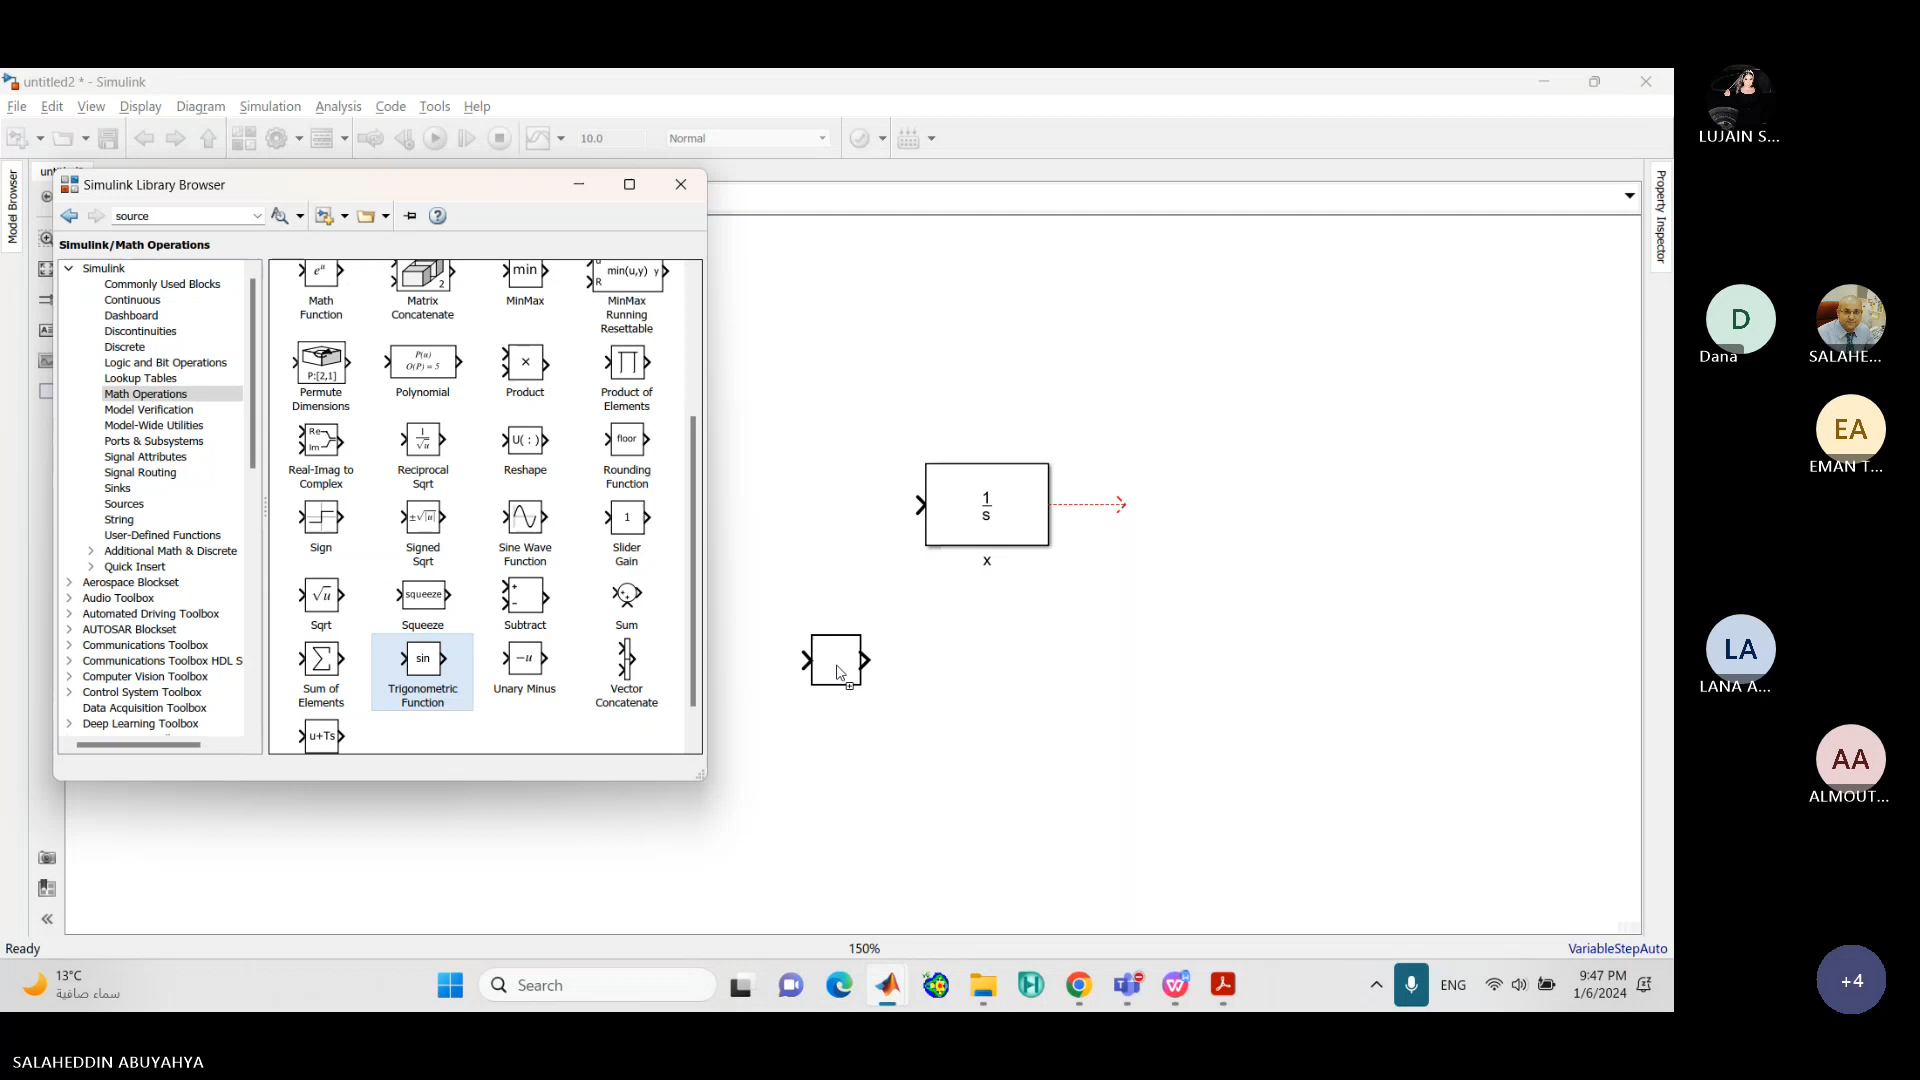 untitled2 * - Simulink
File Edit View Display Diagram Simulation Analysis Code Tools Help
10.0 Normal
Model Browser
Property Inspector
Simulink Library Browser
source
Simulink/Math Operations
Simulink
Commonly Used Blocks
Continuous
Dashboard
Discontinuities
Discrete
Logic and Bit Operations
Lookup Tables
Math Operations
Model Verification
Model-Wide Utilities
Ports & Subsystems
Signal Attributes
Signal Routing
Sinks
Sources
String
User-Defined Functions
Additional Math & Discrete
Quick Insert
Aerospace Blockset
Audio Toolbox
Automated Driving Toolbox
AUTOSAR Blockset
Communications Toolbox
Communications Toolbox HDL S
Computer Vision Toolbox
Control System Toolbox
Data Acquisition Toolbox
Deep Learning Toolbox
e^u 2 min min(u,y) y
R
Math Function
Matrix Concatenate
MinMax
MinMax Running Resettable
P:[2,1]
P(u)
O(P) = 5
×
Permute Dimensions
Polynomial
Product
Product of Elements
Re
Im
1
√u
U( : )
floor
Real-Imag to Complex
Reciprocal Sqrt
Reshape
Rounding Function
±√|u|
1
Sign
Signed Sqrt
Sine Wave Function
Slider Gain
√u
squeeze
+
−
+ +
Sqrt
Squeeze
Subtract
Sum
∑
sin
−u
Sum of Elements
Trigonometric Function
Unary Minus
Vector Concatenate
u+Ts
1
s
x
Ready 150% VariableStepAuto
13°C
سماء صافية
Search
ENG
9:47 PM
1/6/2024
LUJAIN S...
D
Dana
SALAHE...
EA
EMAN T...
LA
LANA A...
AA
ALMOUT...
+4
SALAHEDDIN ABUYAHYA